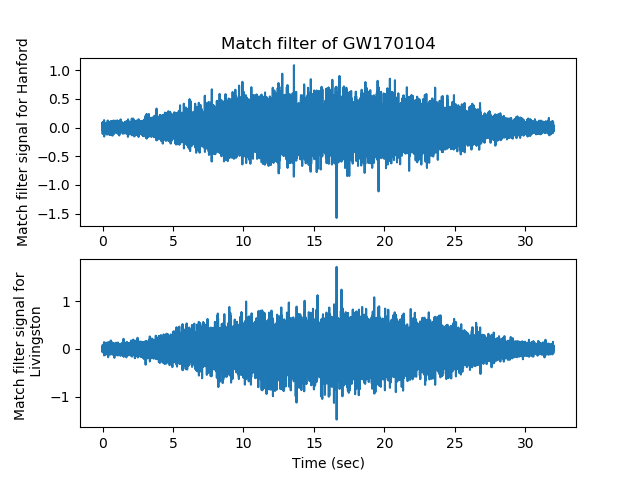 Match filter of GW170104
Match filter signal for Hanford
1.0
0.5
0.0
−0.5
−1.0
−1.5
0 5 10 15 20 25 30
Match filter signal for
Livingston
1
0
−1
0 5 10 15 20 25 30
Time (sec)